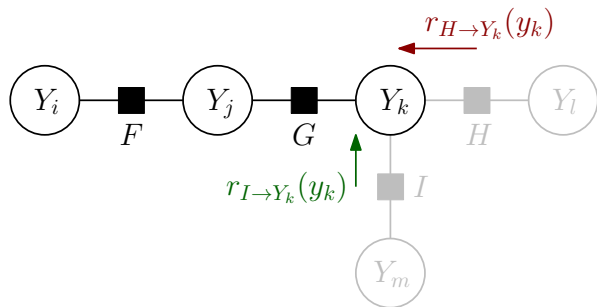 r_{H→Y_k}(y_k)
Y_i Y_j Y_k Y_l
F G H
r_{I→Y_k}(y_k) I
Y_m